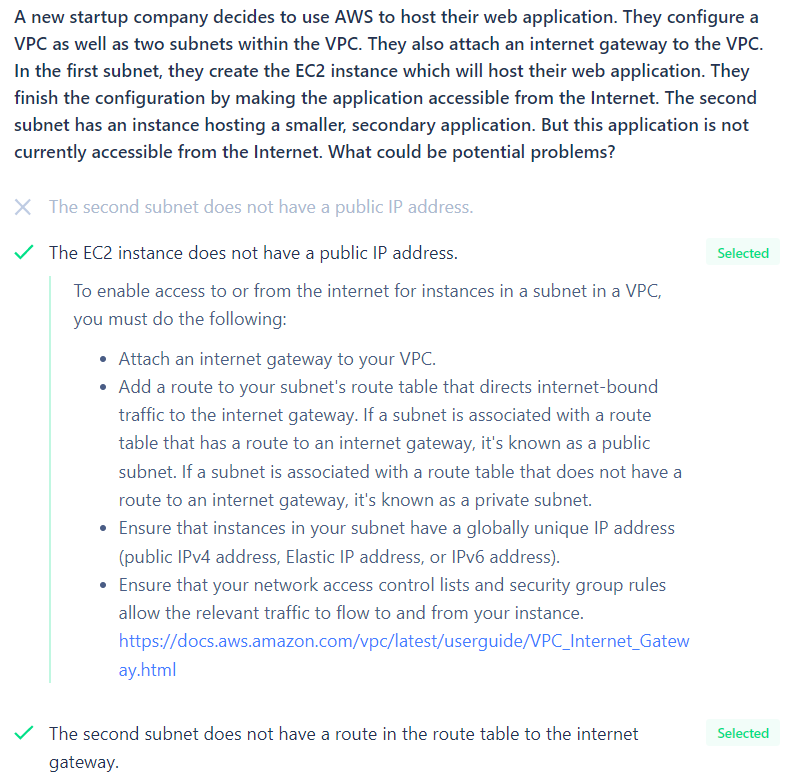 A new startup company decides to use AWS to host their web application. They configure a
VPC as well as two subnets within the VPC. They also attach an internet gateway to the VPC.
In the first subnet, they create the EC2 instance which will host their web application. They
finish the configuration by making the application accessible from the Internet. The second
subnet has an instance hosting a smaller, secondary application. But this application is not
currently accessible from the Internet. What could be potential problems?
The second subnet does not have a public IP address.
The EC2 instance does not have a public IP address.
Selected
To enable access to or from the internet for instances in a subnet in a VPC,
you must do the following:
• Attach an internet gateway to your VPC.
• Add a route to your subnet's route table that directs internet-bound
traffic to the internet gateway. If a subnet is associated with a route
table that has a route to an internet gateway, it's known as a public
subnet. If a subnet is associated with a route table that does not have a
route to an internet gateway, it's known as a private subnet.
• Ensure that instances in your subnet have a globally unique IP address
(public IPv4 address, Elastic IP address, or IPv6 address).
• Ensure that your network access control lists and security group rules
allow the relevant traffic to flow to and from your instance.
https://docs.aws.amazon.com/vpc/latest/userguide/VPC_Internet_Gatew
ay.html
The second subnet does not have a route in the route table to the internet
gateway.
Selected